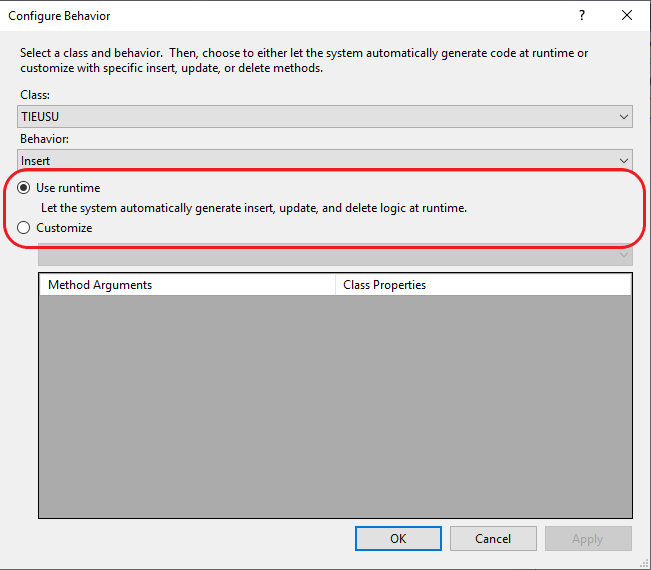 Configure Behavior
?
Select a class and behavior. Then, choose to either let the system automatically generate code at runtime or
customize with specific insert, update, or delete methods.
Class:
TIEUSU
Behavior:
Insert
Use runtime
Let the system automatically generate insert, update, and delete logic at runtime.
Customize
Method Arguments Class Properties
OK Cancel Apply